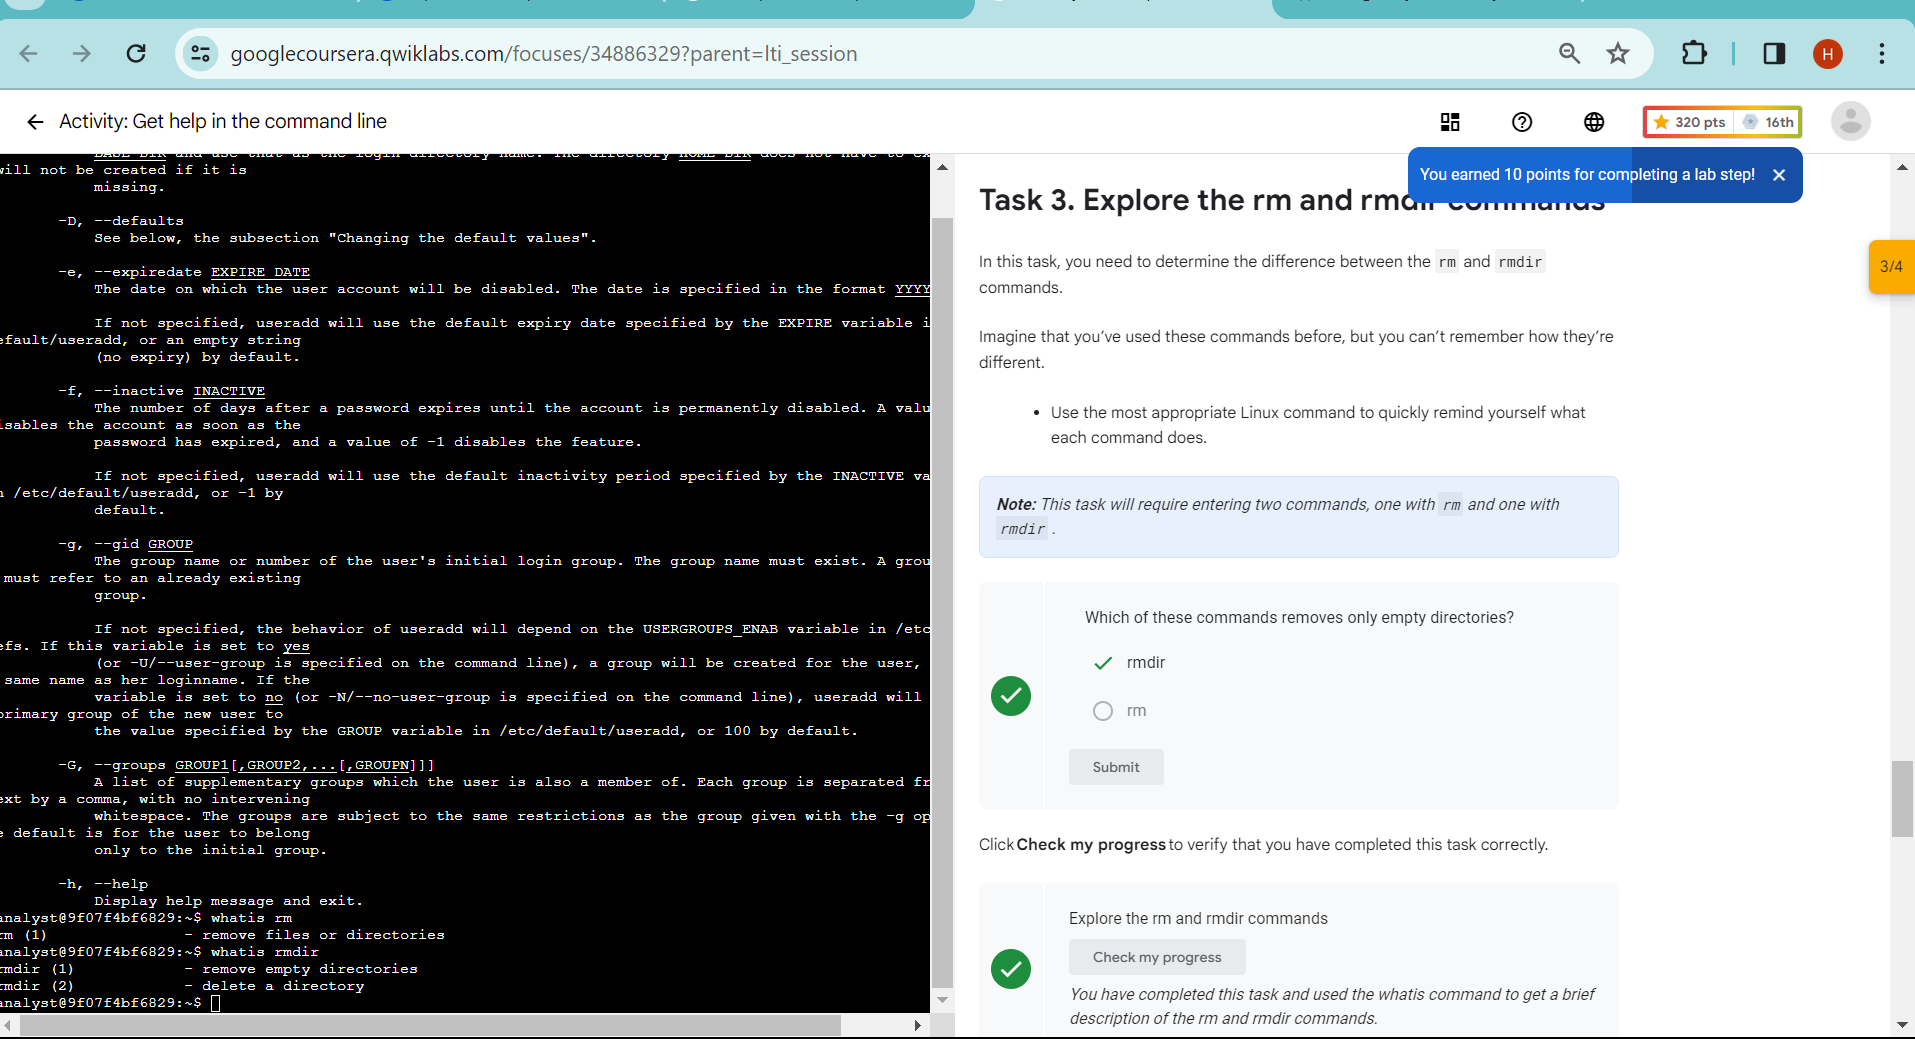 googlecoursera.qwiklabs.com/focuses/34886329?parent=lti_session
H
Activity: Get help in the command line
320 pts
16th
You earned 10 points for completing a lab step!
3/4
BASE_DIR and use that as the login directory name. The directory HOME_DIR does not have to
will not be created if it is
missing.
-D, --defaults
See below, the subsection "Changing the default values".
-e, --expiredate EXPIRE_DATE
The date on which the user account will be disabled. The date is specified in the format YYYY
If not specified, useradd will use the default expiry date specified by the EXPIRE variable i
efault/useradd, or an empty string
(no expiry) by default.
-f, --inactive INACTIVE
The number of days after a password expires until the account is permanently disabled. A valu
isables the account as soon as the
password has expired, and a value of -1 disables the feature.
If not specified, useradd will use the default inactivity period specified by the INACTIVE va
n /etc/default/useradd, or -1 by
default.
-g, --gid GROUP
The group name or number of the user's initial login group. The group name must exist. A grou
must refer to an already existing
group.
If not specified, the behavior of useradd will depend on the USERGROUPS_ENAB variable in /etc
efs. If this variable is set to yes
(or -U/--user-group is specified on the command line), a group will be created for the user,
same name as her loginname. If the
variable is set to no (or -N/--no-user-group is specified on the command line), useradd will
primary group of the new user to
the value specified by the GROUP variable in /etc/default/useradd, or 100 by default.
-G, --groups GROUP1[,GROUP2,...[,GROUPN]]]
A list of supplementary groups which the user is also a member of. Each group is separated fr
ext by a comma, with no intervening
whitespace. The groups are subject to the same restrictions as the group given with the -g op
e default is for the user to belong
only to the initial group.
-h, --help
Display help message and exit.
analyst@9f07f4bf6829:~$ whatis rm
rm (1) - remove files or directories
analyst@9f07f4bf6829:~$ whatis rmdir
rmdir (1) - remove empty directories
rmdir (2) - delete a directory
analyst@9f07f4bf6829:~$
Task 3. Explore the rm and rmdir commands
In this task, you need to determine the difference between the rm and rmdir
commands.
Imagine that you’ve used these commands before, but you can’t remember how they’re
different.
• Use the most appropriate Linux command to quickly remind yourself what
each command does.
Note: This task will require entering two commands, one with rm and one with
rmdir .
Which of these commands removes only empty directories?
rmdir
rm
Submit
Click Check my progress to verify that you have completed this task correctly.
Explore the rm and rmdir commands
Check my progress
You have completed this task and used the whatis command to get a brief
description of the rm and rmdir commands.